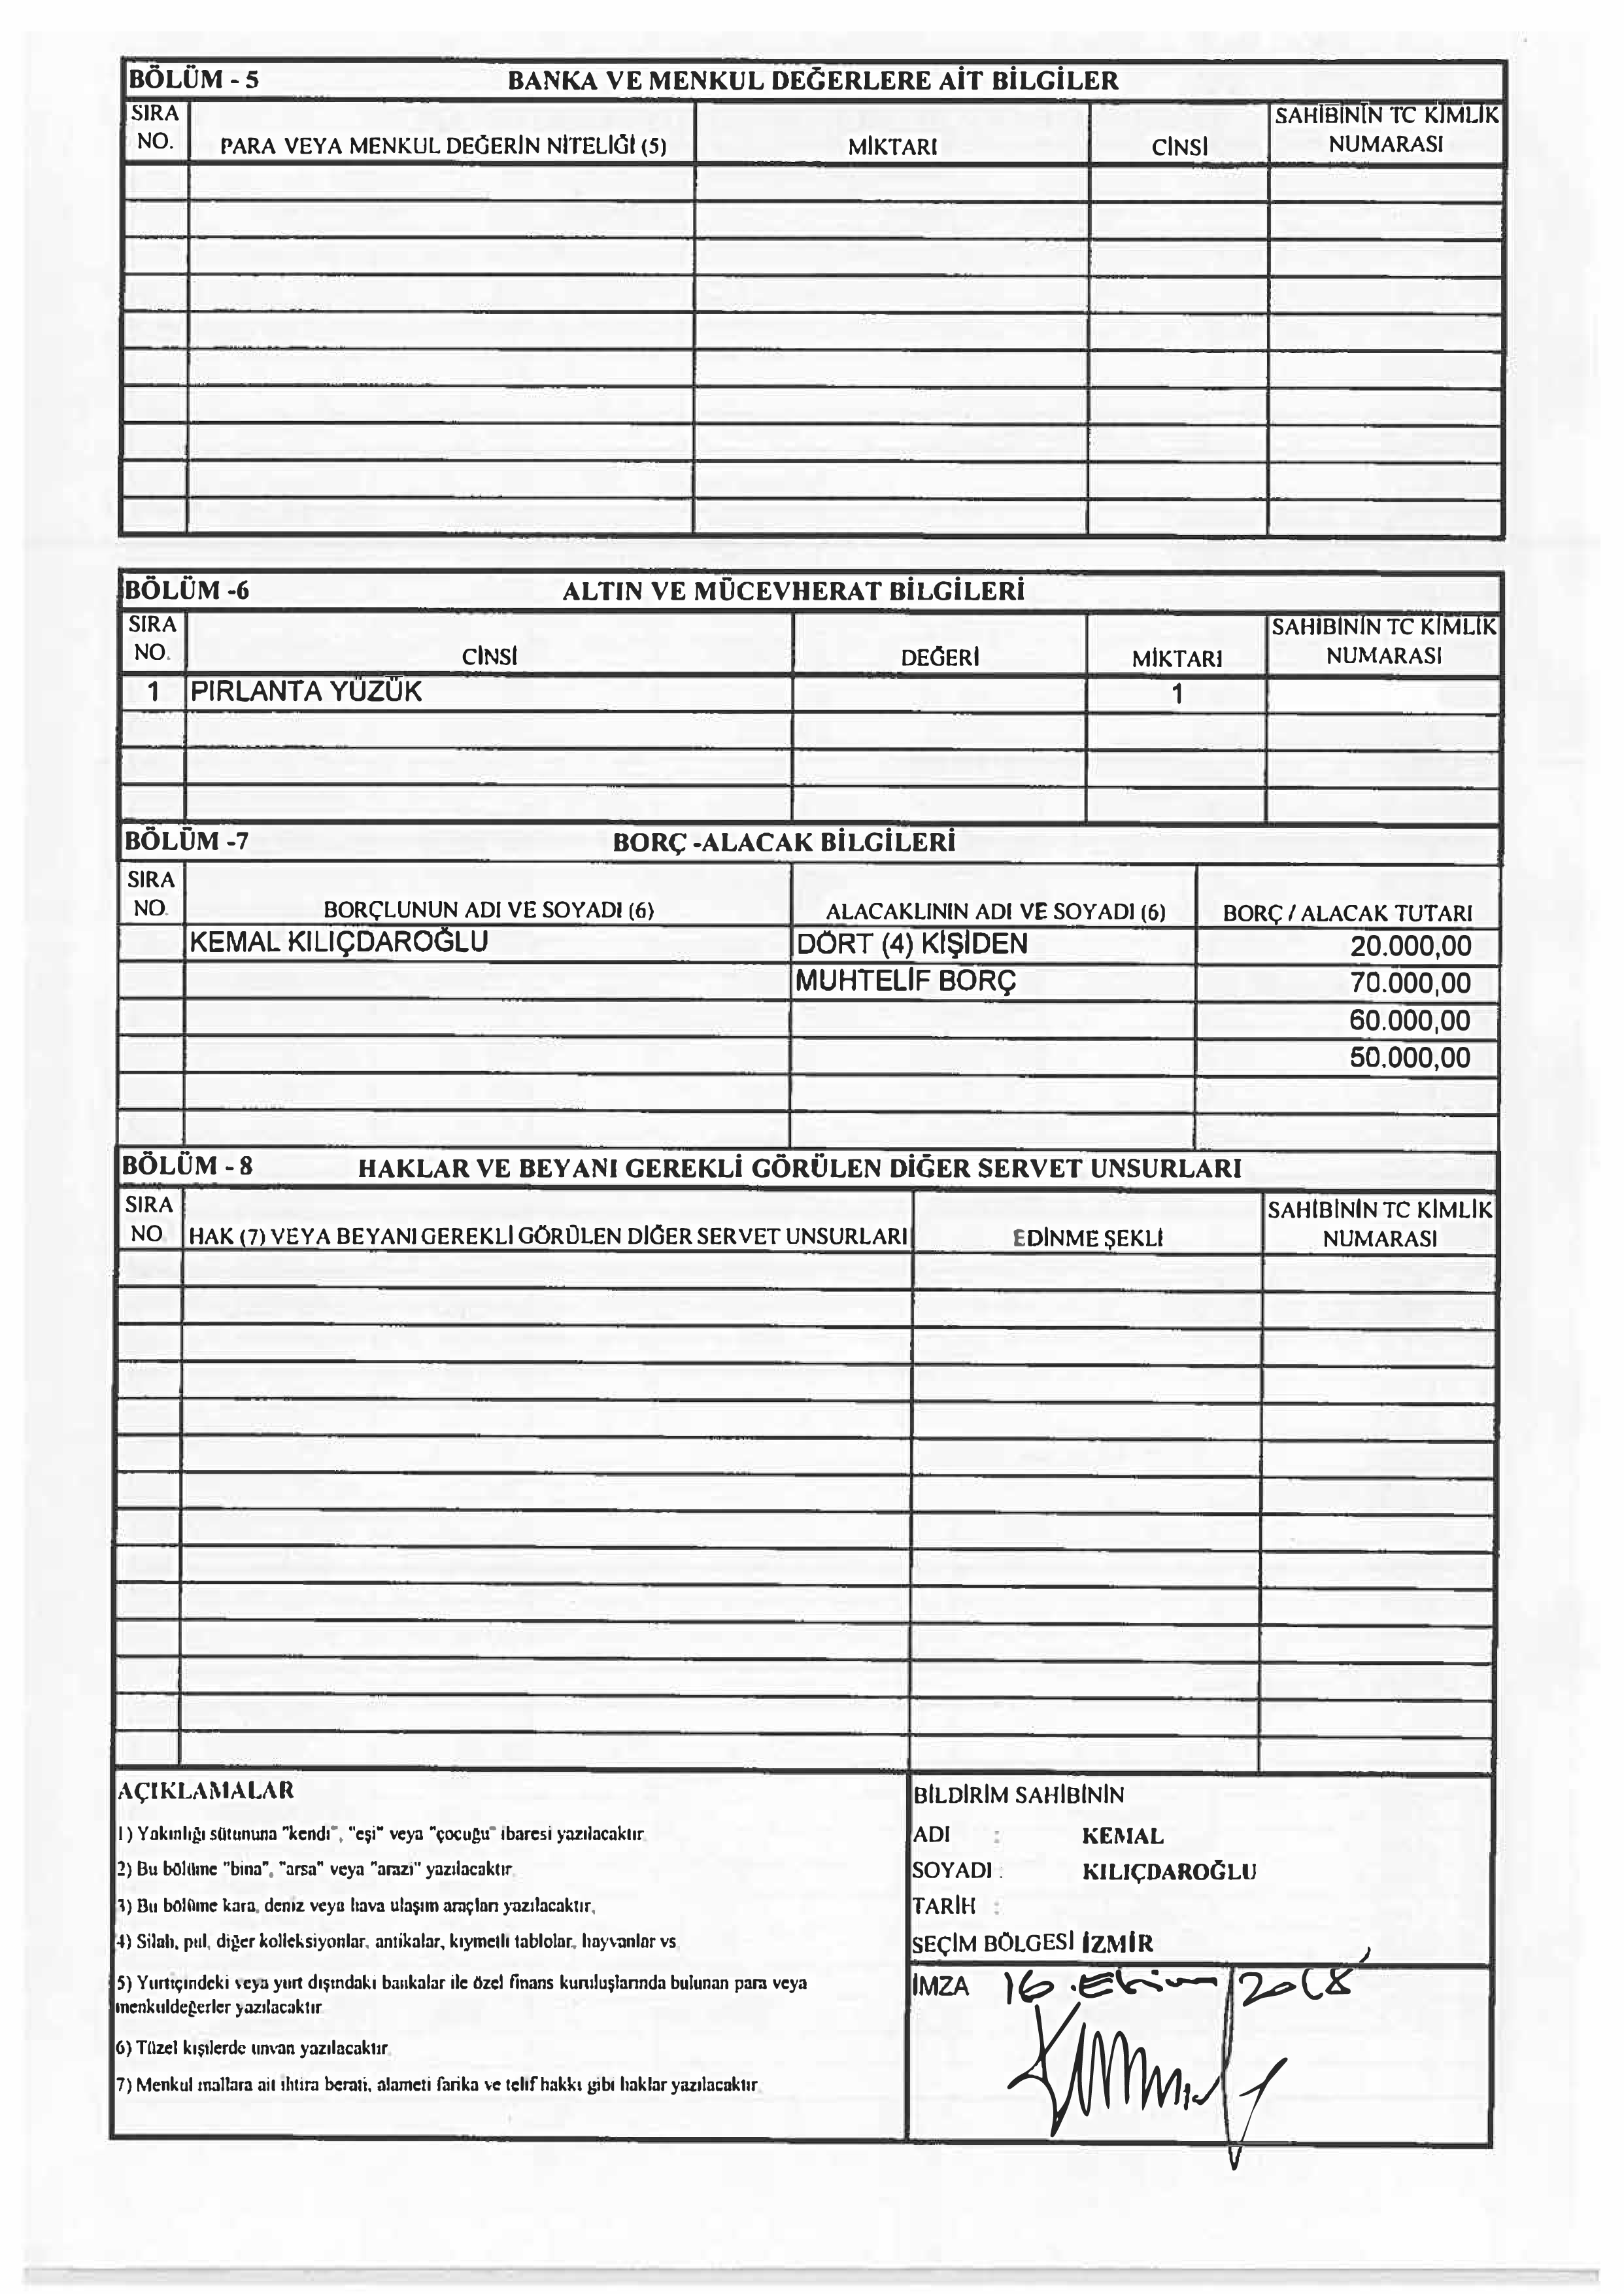 BÖLÜM - 5 BANKA VE MENKUL DEĞERLERE AİT BİLGİLER
SIRA NO. PARA VEYA MENKUL DEĞERİN NİTELİĞİ (5) MİKTARI CİNSİ SAHİBİNİN TC KİMLİK NUMARASI
BÖLÜM -6 ALTIN VE MÜCEVHERAT BİLGİLERİ
SIRA NO. CİNSİ DEĞERİ MİKTARI SAHİBİNİN TC KİMLİK NUMARASI
1 PIRLANTA YÜZÜK 1
BÖLÜM -7 BORÇ -ALACAK BİLGİLERİ
SIRA NO. BORÇLUNUN ADI VE SOYADI (6) ALACAKLININ ADI VE SOYADI (6) BORÇ / ALACAK TUTARI
KEMAL KILIÇDAROĞLU DÖRT (4) KİŞİDEN 20.000,00
MUHTELİF BORÇ 70.000,00
60.000,00
50.000,00
BÖLÜM - 8 HAKLAR VE BEYANI GEREKLİ GÖRÜLEN DİĞER SERVET UNSURLARI
SIRA NO HAK (7) VEYA BEYANI GEREKLİ GÖRÜLEN DİĞER SERVET UNSURLARI EDİNME ŞEKLİ SAHİBİNİN TC KİMLİK NUMARASI
AÇIKLAMALAR
1) Yakınlığı sütununa "kendi", "eşi" veya "çocuğu" ibaresi yazılacaktır
2) Bu bölüme "bina", "arsa" veya "arazi" yazılacaktır
3) Bu bölüme kara, deniz veya hava ulaşım araçları yazılacaktır,
4) Silah, pul, diğer kolleksiyonlar, antikalar, kıymetli tablolar, hayvanlar vs
5) Yurtiçindeki veya yurt dışındaki bankalar ile özel finans kuruluşlarında bulunan para veya
menkuldeğerler yazılacaktır
6) Tüzel kişilerde unvan yazılacaktır
7) Menkul mallara ait ihtira beratı, alameti farika ve telif hakkı gibi haklar yazılacaktır
BİLDİRİM SAHİBİNİN
ADI : KEMAL
SOYADI : KILIÇDAROĞLU
TARİH :
SEÇİM BÖLGESİ İZMİR
İMZA 16.Ekim 2018